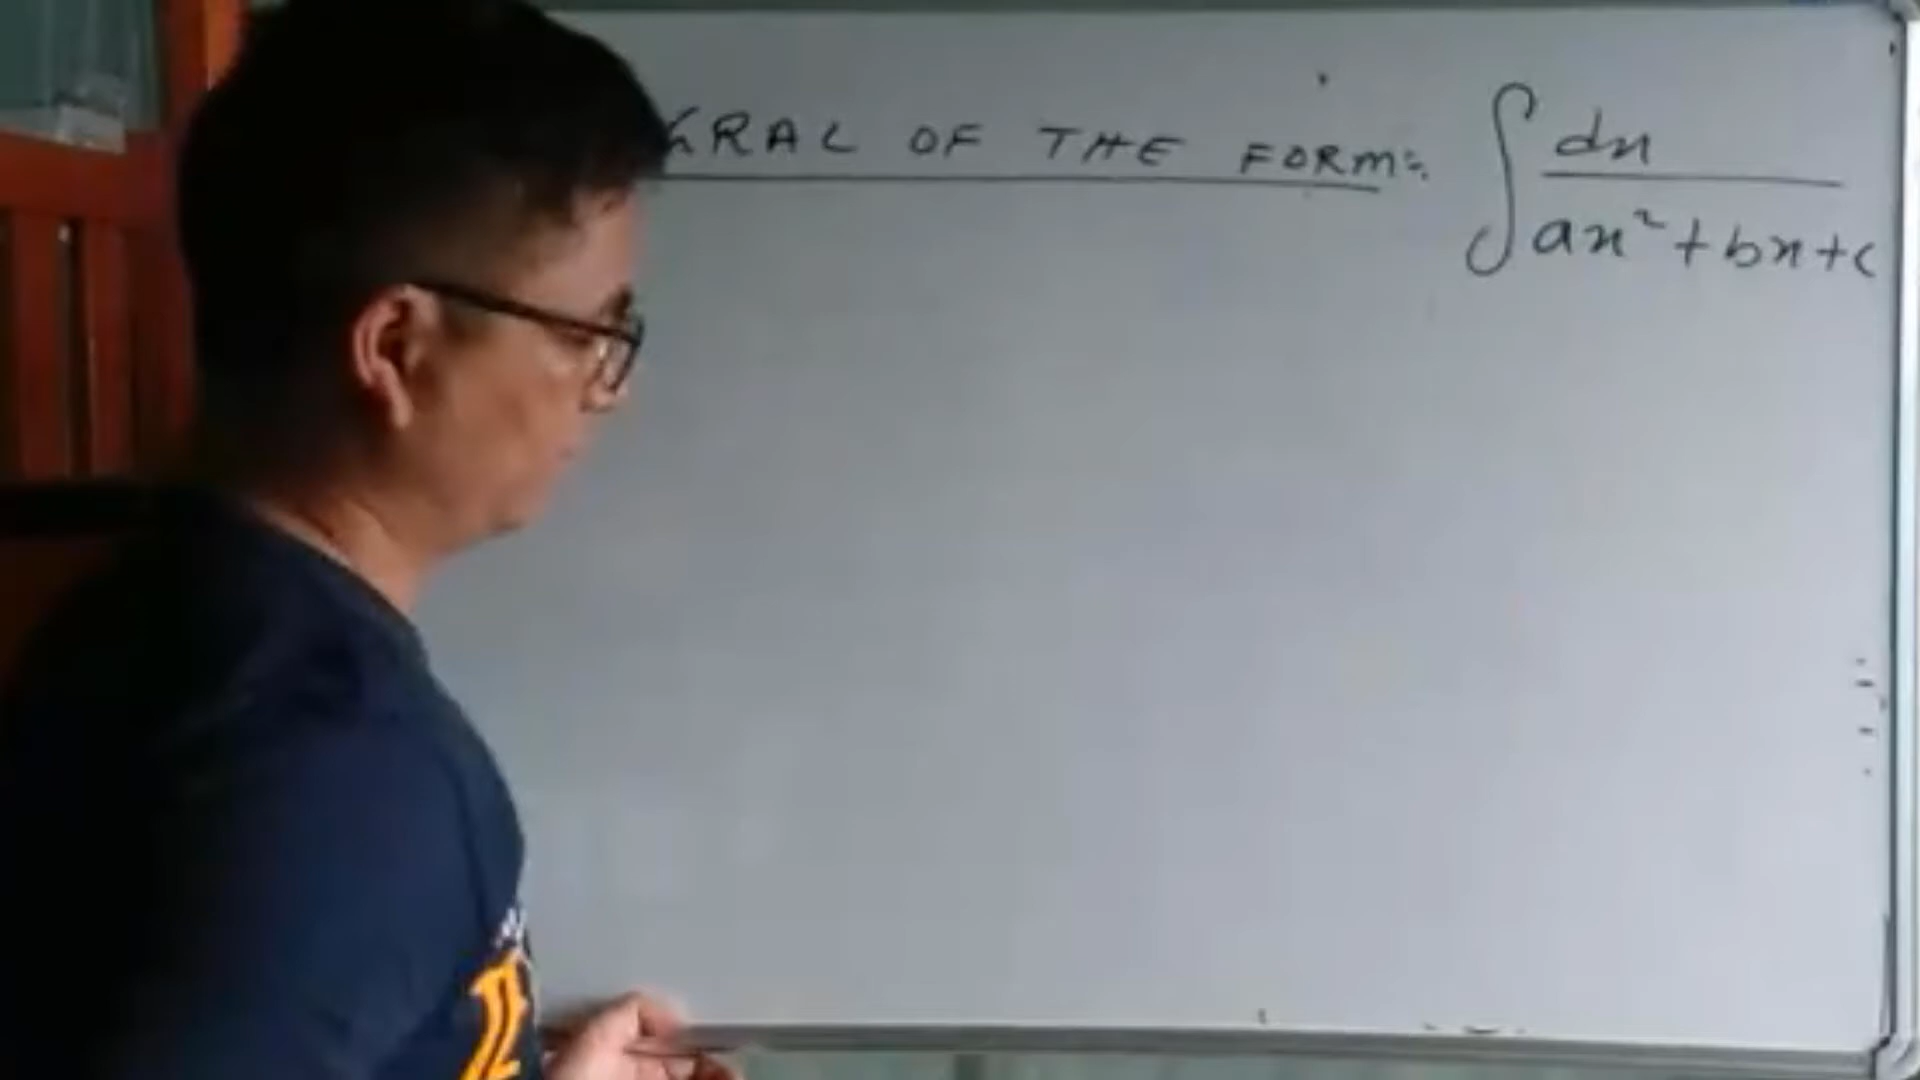 GRAL OF THE FORM:- ∫ dx / ax² + bx + c